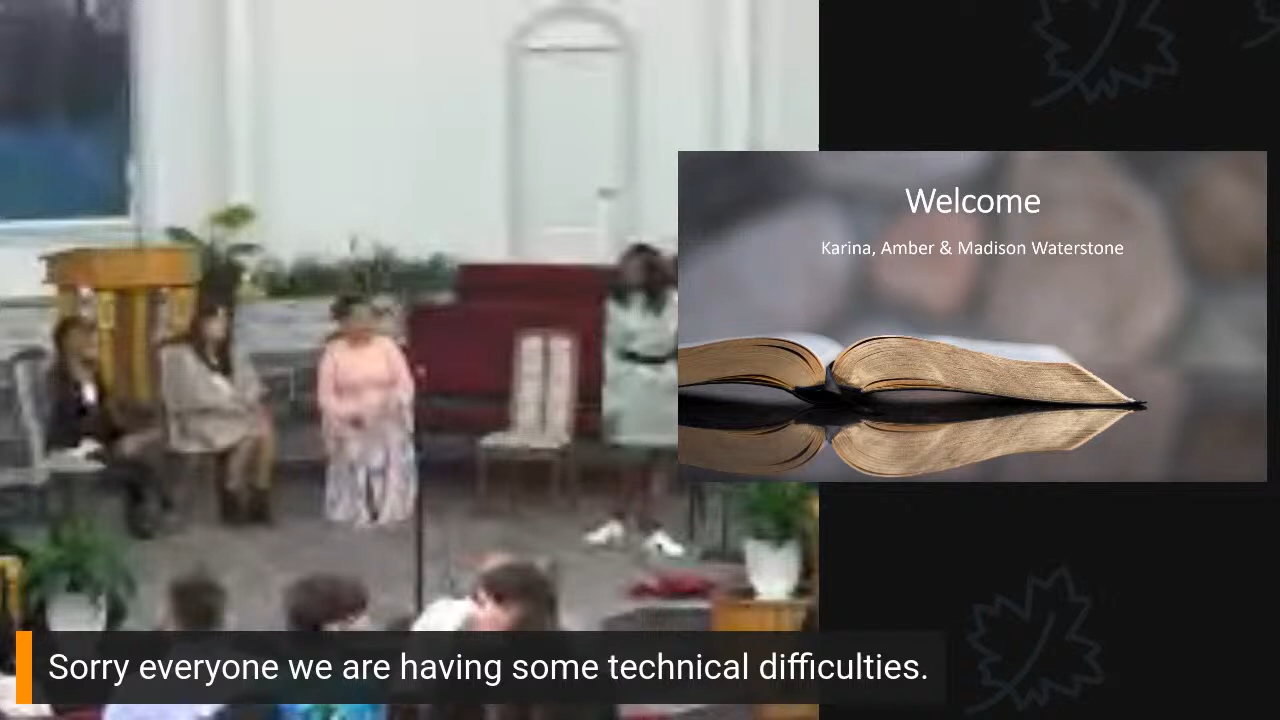 Welcome
Karina, Amber & Madison Waterstone
Sorry everyone we are having some technical difficulties.